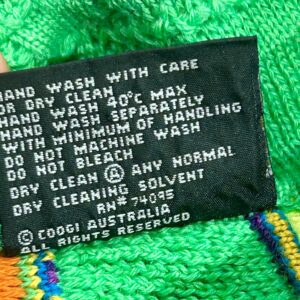 HAND WASH WITH CARE
OR DRY CLEAN
HAND WASH 40°C MAX
HAND WASH SEPARATELY
WITH MINIMUM OF HANDLING
DO NOT MACHINE WASH
DO NOT BLEACH
DRY CLEAN Ⓐ ANY NORMAL
DRY CLEANING SOLVENT
RN# 74095
© COOGI AUSTRALIA
ALL RIGHTS RESERVED